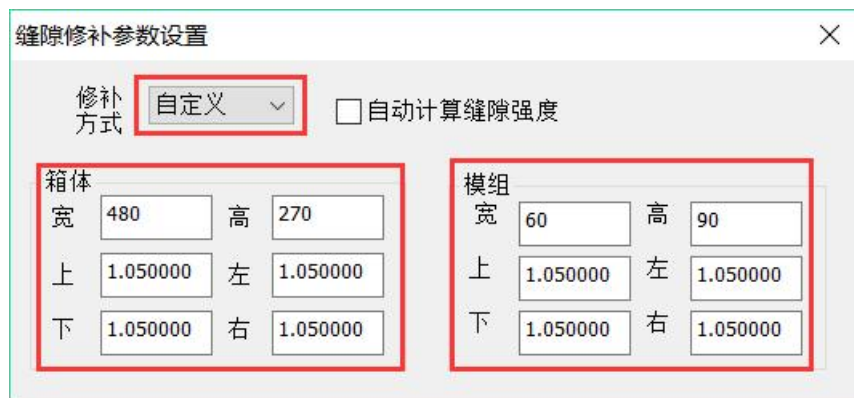 缝隙修补参数设置
修补
方式
自定义
自动计算缝隙强度
箱体
宽 480 高 270
上 1.050000 左 1.050000
下 1.050000 右 1.050000
模组
宽 60 高 90
上 1.050000 左 1.050000
下 1.050000 右 1.050000